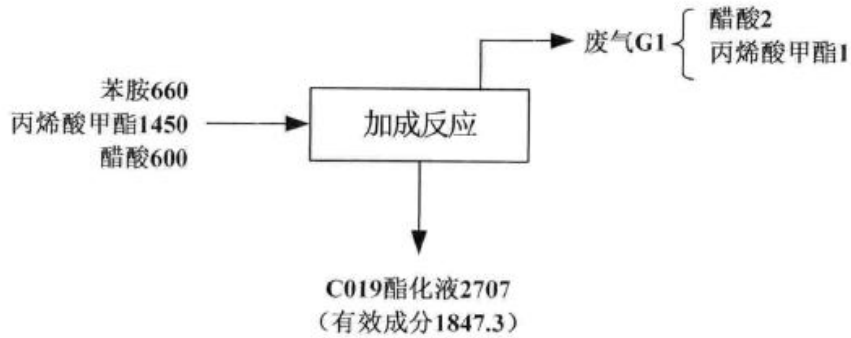 醋酸2
废气G1
丙烯酸甲酯1
苯胺660
丙烯酸甲酯1450
醋酸600
加成反应
C019酯化液2707
（有效成分1847.3）